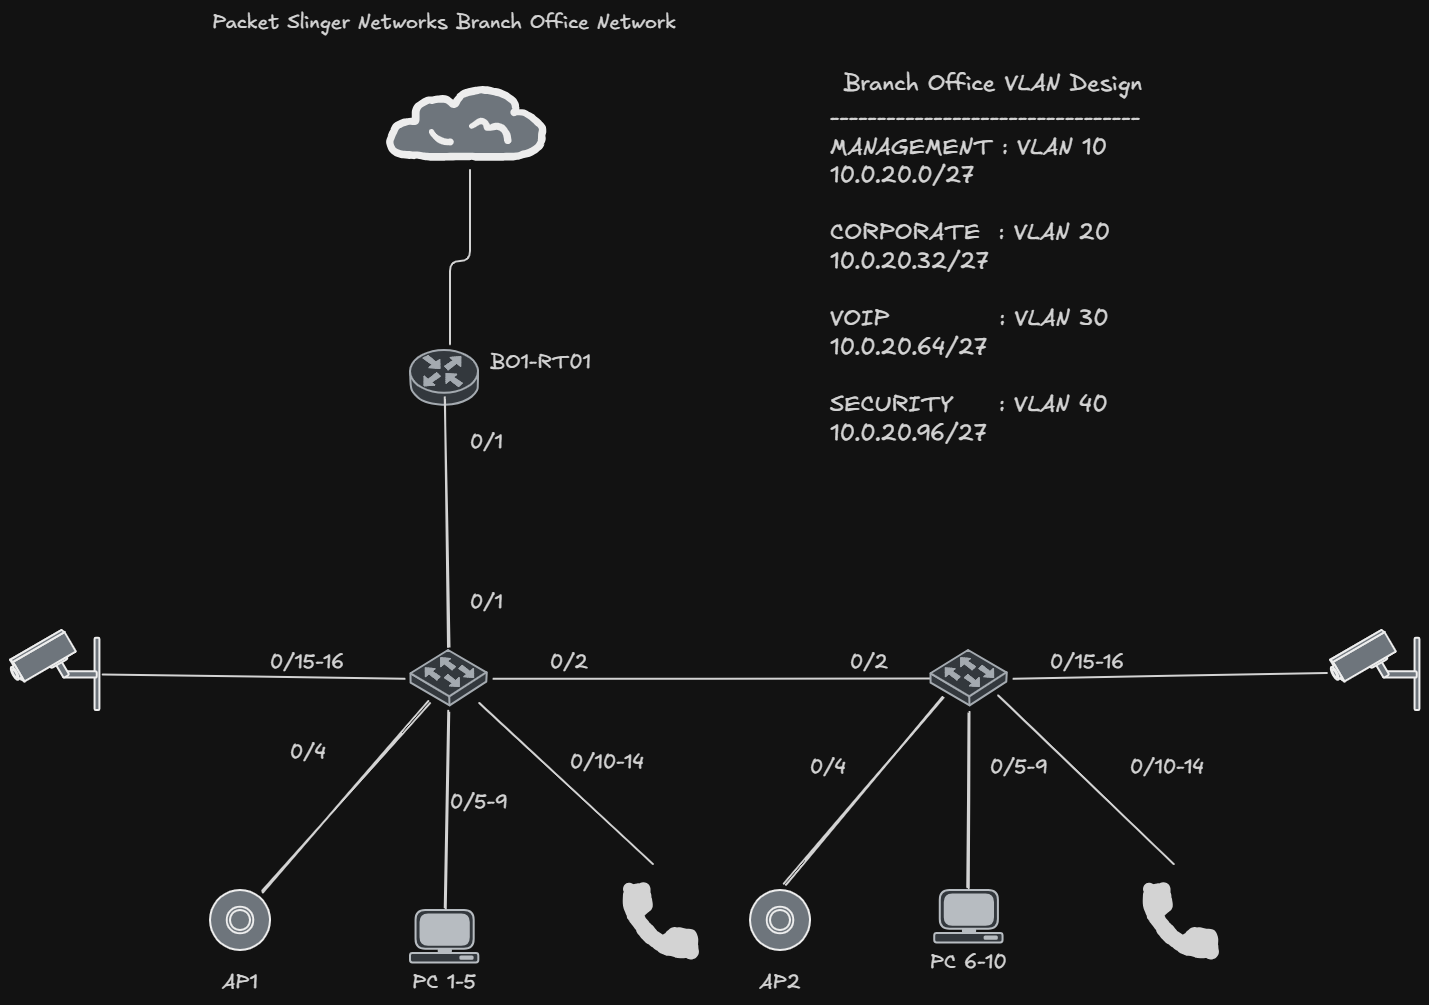 Packet Slinger Networks Branch Office Network
Branch Office VLAN Design
---------------------------------
MANAGEMENT : VLAN 10
10.0.20.0/27
CORPORATE : VLAN 20
10.0.20.32/27
VOIP : VLAN 30
10.0.20.64/27
SECURITY : VLAN 40
10.0.20.96/27
BO1-RT01
0/1
0/1
0/15-16
0/2
0/2
0/15-16
0/4
0/5-9
0/10-14
0/4
0/5-9
0/10-14
AP1
PC 1-5
AP2
PC 6-10